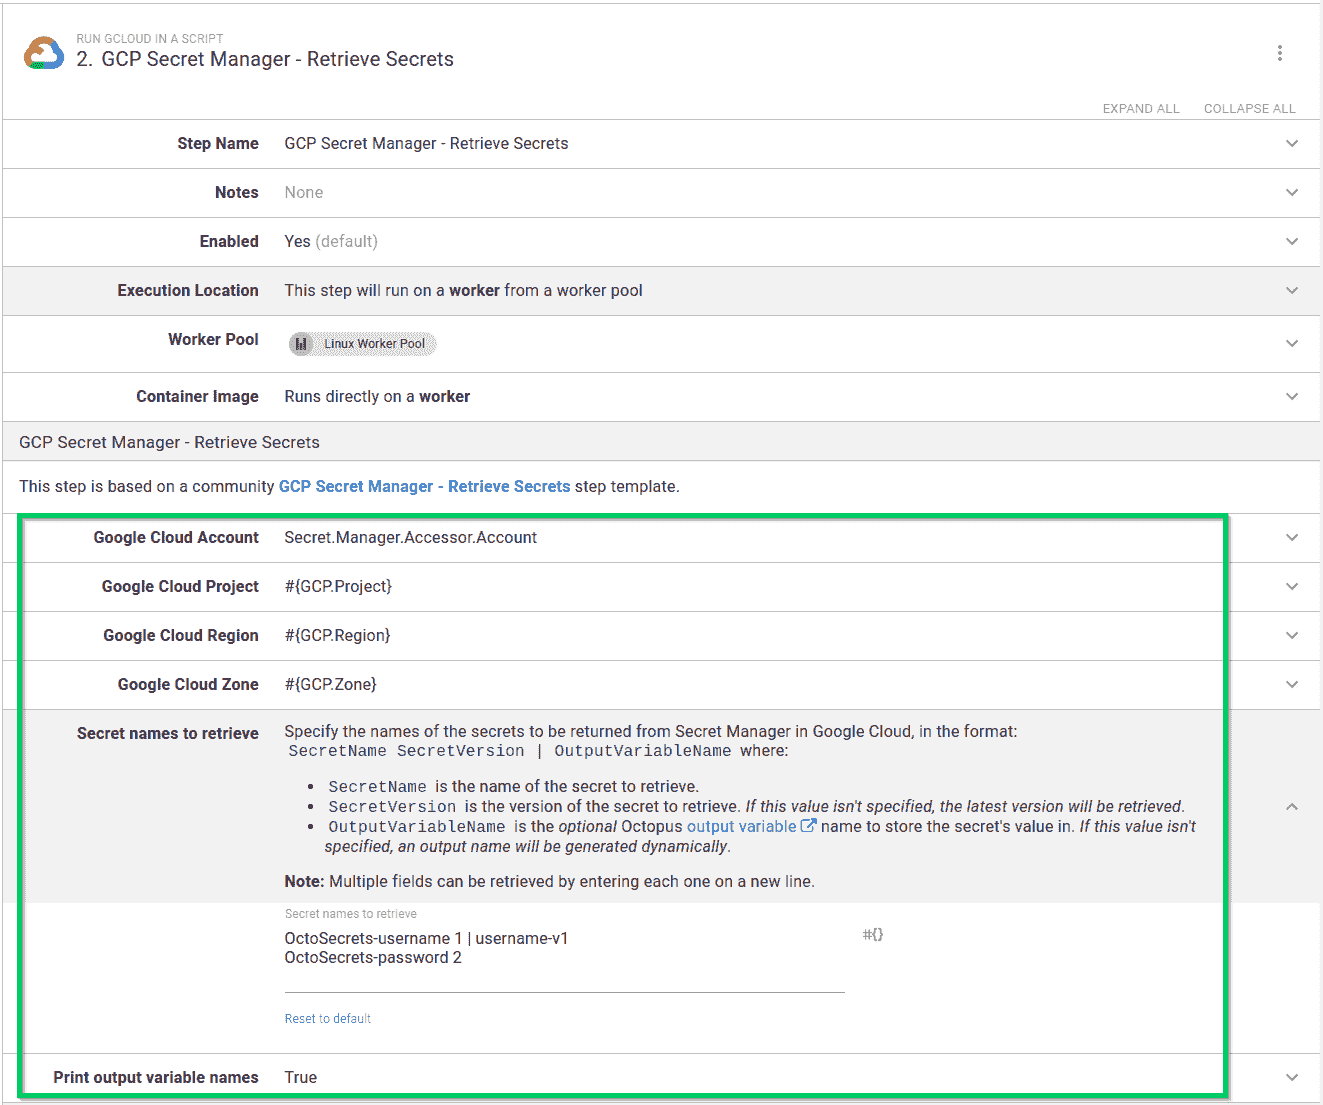 RUN GCLOUD IN A SCRIPT
2. GCP Secret Manager - Retrieve Secrets
EXPAND ALL COLLAPSE ALL
Step Name GCP Secret Manager - Retrieve Secrets
Notes None
Enabled Yes (default)
Execution Location This step will run on a worker from a worker pool
Worker Pool Linux Worker Pool
Container Image Runs directly on a worker
GCP Secret Manager - Retrieve Secrets
This step is based on a community GCP Secret Manager - Retrieve Secrets step template.
Google Cloud Account Secret.Manager.Accessor.Account
Google Cloud Project #{GCP.Project}
Google Cloud Region #{GCP.Region}
Google Cloud Zone #{GCP.Zone}
Secret names to retrieve Specify the names of the secrets to be returned from Secret Manager in Google Cloud, in the format:
SecretName SecretVersion | OutputVariableName where:
• SecretName is the name of the secret to retrieve.
• SecretVersion is the version of the secret to retrieve. If this value isn't specified, the latest version will be retrieved.
• OutputVariableName is the optional Octopus output variable name to store the secret's value in. If this value isn't
specified, an output name will be generated dynamically.
Note: Multiple fields can be retrieved by entering each one on a new line.
Secret names to retrieve
OctoSecrets-username 1 | username-v1 #{}
OctoSecrets-password 2
Reset to default
Print output variable names True